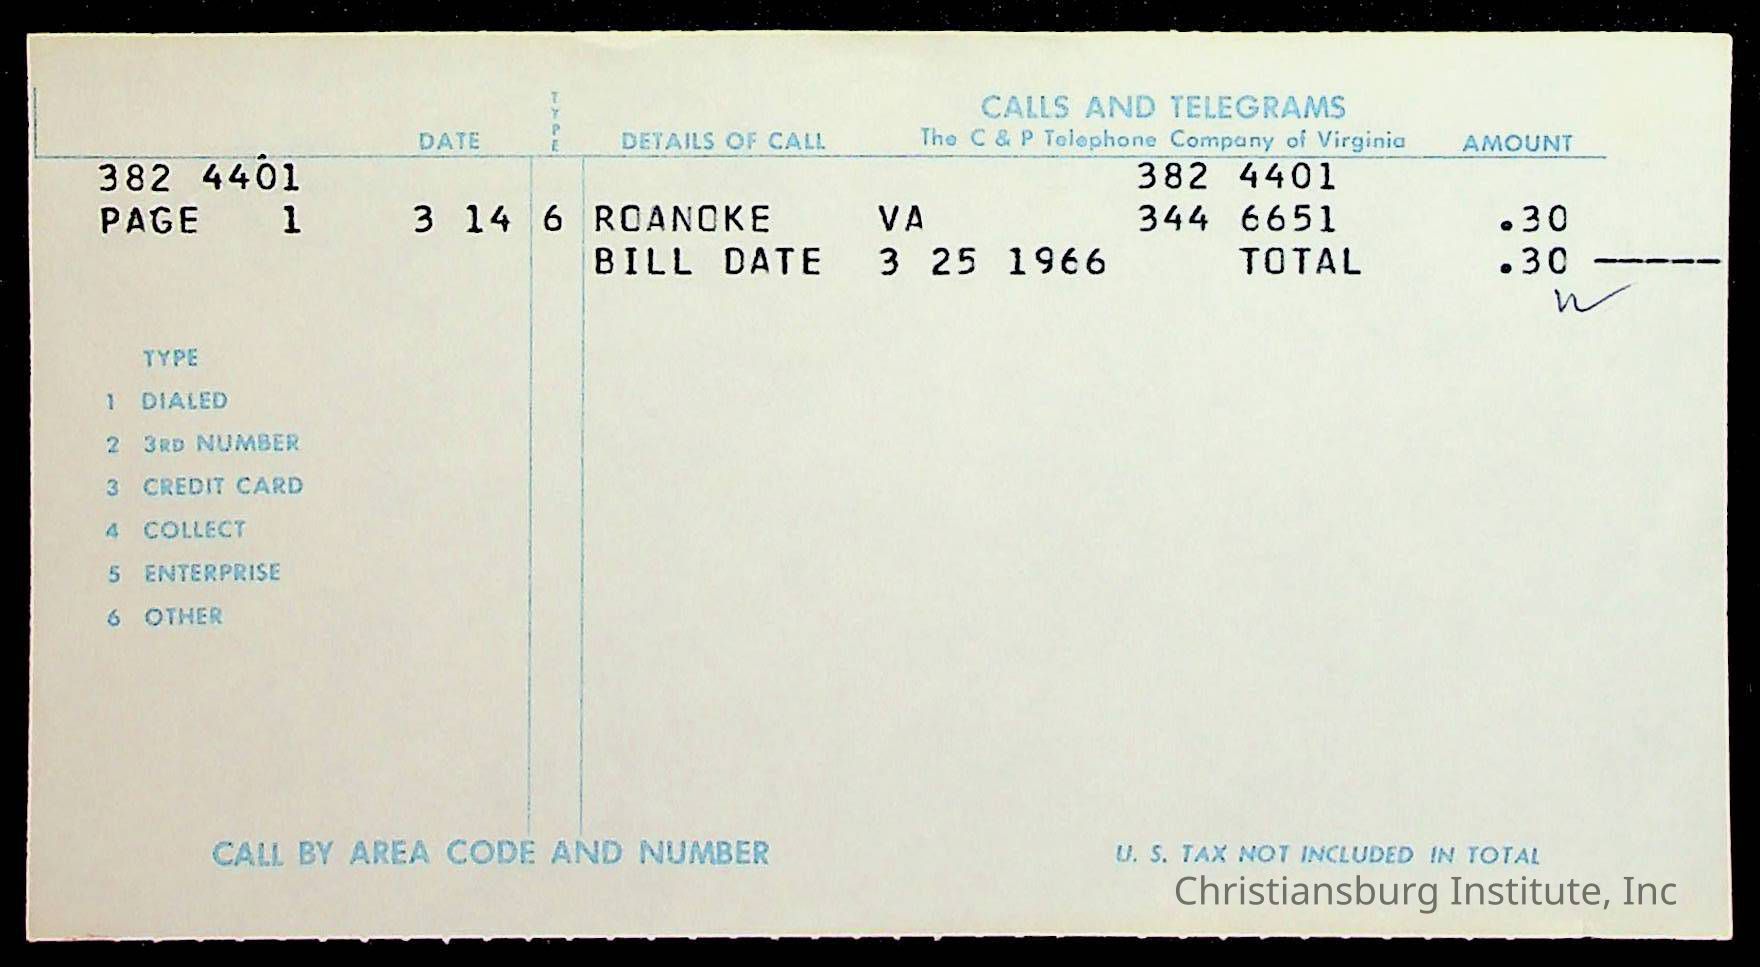 CALLS AND TELEGRAMS
DATE TYPE DETAILS OF CALL The C & P Telephone Company of Virginia AMOUNT
382 4401 382 4401
PAGE 1 3 14 6 ROANOKE VA 344 6651 .30
BILL DATE 3 25 1966 TOTAL .30 -----
TYPE
1 DIALED
2 3RD NUMBER
3 CREDIT CARD
4 COLLECT
5 ENTERPRISE
6 OTHER
CALL BY AREA CODE AND NUMBER U. S. TAX NOT INCLUDED IN TOTAL
Christiansburg Institute, Inc